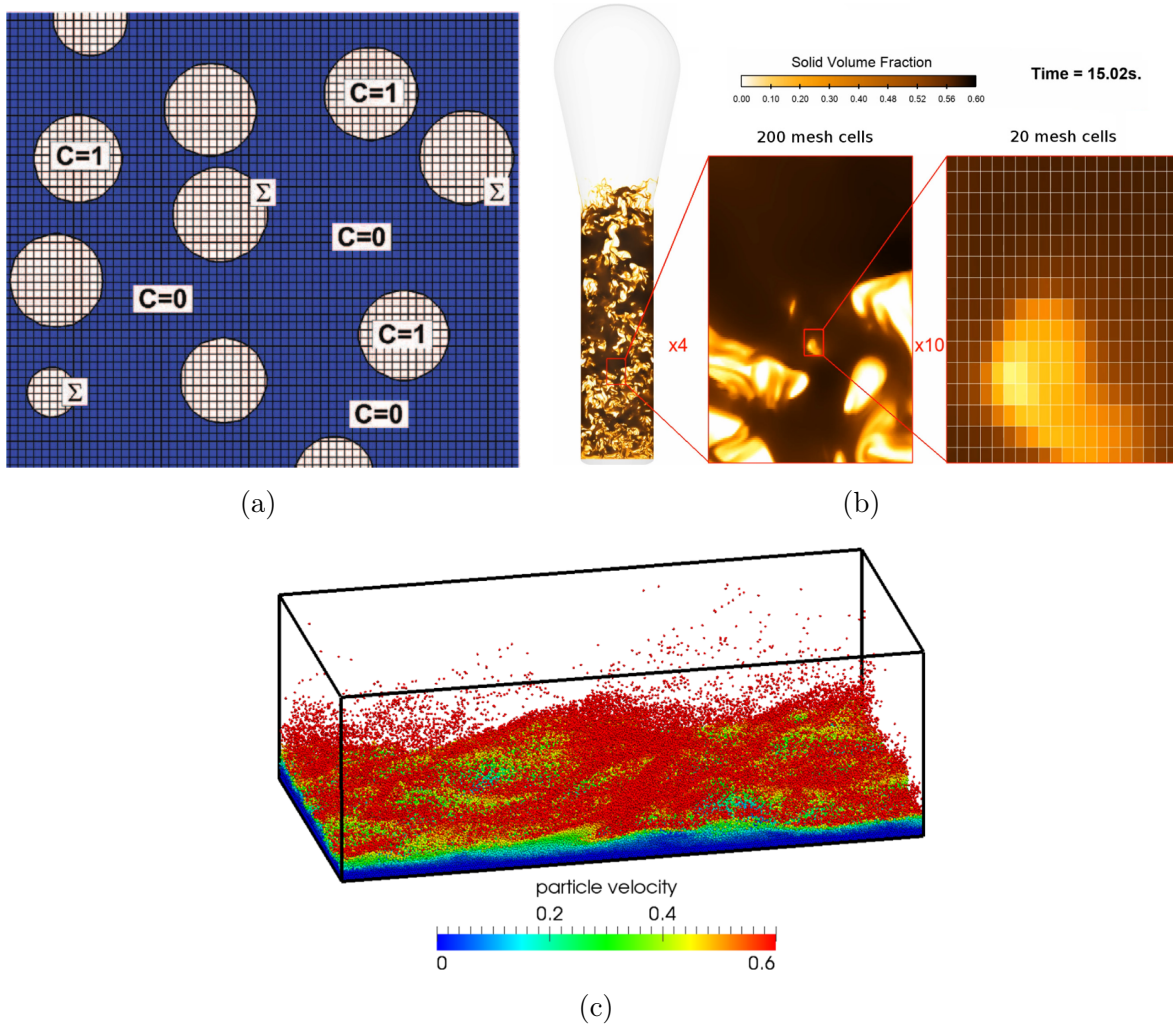 C=1
C=1
Σ
Σ
C=0
C=0
C=1
Σ
C=0
(a)
Solid Volume Fraction
0.00 0.10 0.20 0.30 0.40 0.48 0.52 0.56 0.60
Time = 15.02s.
200 mesh cells
20 mesh cells
x4
x10
(b)
particle velocity
0.2 0.4
0 0.6
(c)